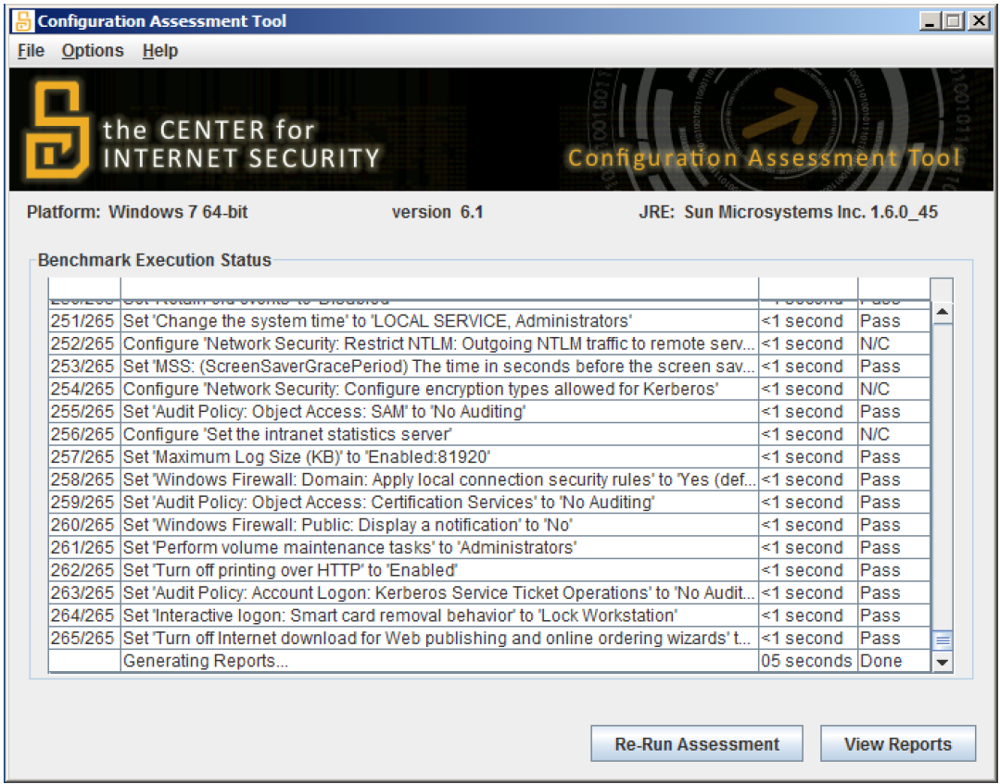 Configuration Assessment Tool
File Options Help
the CENTER for
INTERNET SECURITY
Configuration Assessment Tool
Platform: Windows 7 64-bit version 6.1 JRE: Sun Microsystems Inc. 1.6.0_45
Benchmark Execution Status
251/265 Set 'Change the system time' to 'LOCAL SERVICE, Administrators' <1 second Pass
252/265 Configure 'Network Security: Restrict NTLM: Outgoing NTLM traffic to remote serv... <1 second N/C
253/265 Set 'MSS: (ScreenSaverGracePeriod) The time in seconds before the screen sav... <1 second Pass
254/265 Configure 'Network Security: Configure encryption types allowed for Kerberos' <1 second N/C
255/265 Set 'Audit Policy: Object Access: SAM' to 'No Auditing' <1 second Pass
256/265 Configure 'Set the intranet statistics server' <1 second N/C
257/265 Set 'Maximum Log Size (KB)' to 'Enabled:81920' <1 second Pass
258/265 Set 'Windows Firewall: Domain: Apply local connection security rules' to 'Yes (def... <1 second Pass
259/265 Set 'Audit Policy: Object Access: Certification Services' to 'No Auditing' <1 second Pass
260/265 Set 'Windows Firewall: Public: Display a notification' to 'No' <1 second Pass
261/265 Set 'Perform volume maintenance tasks' to 'Administrators' <1 second Pass
262/265 Set 'Turn off printing over HTTP' to 'Enabled' <1 second Pass
263/265 Set 'Audit Policy: Account Logon: Kerberos Service Ticket Operations' to 'No Audit... <1 second Pass
264/265 Set 'Interactive logon: Smart card removal behavior' to 'Lock Workstation' <1 second Pass
265/265 Set 'Turn off Internet download for Web publishing and online ordering wizards' t... <1 second Pass
Generating Reports... 05 seconds Done
Re-Run Assessment View Reports